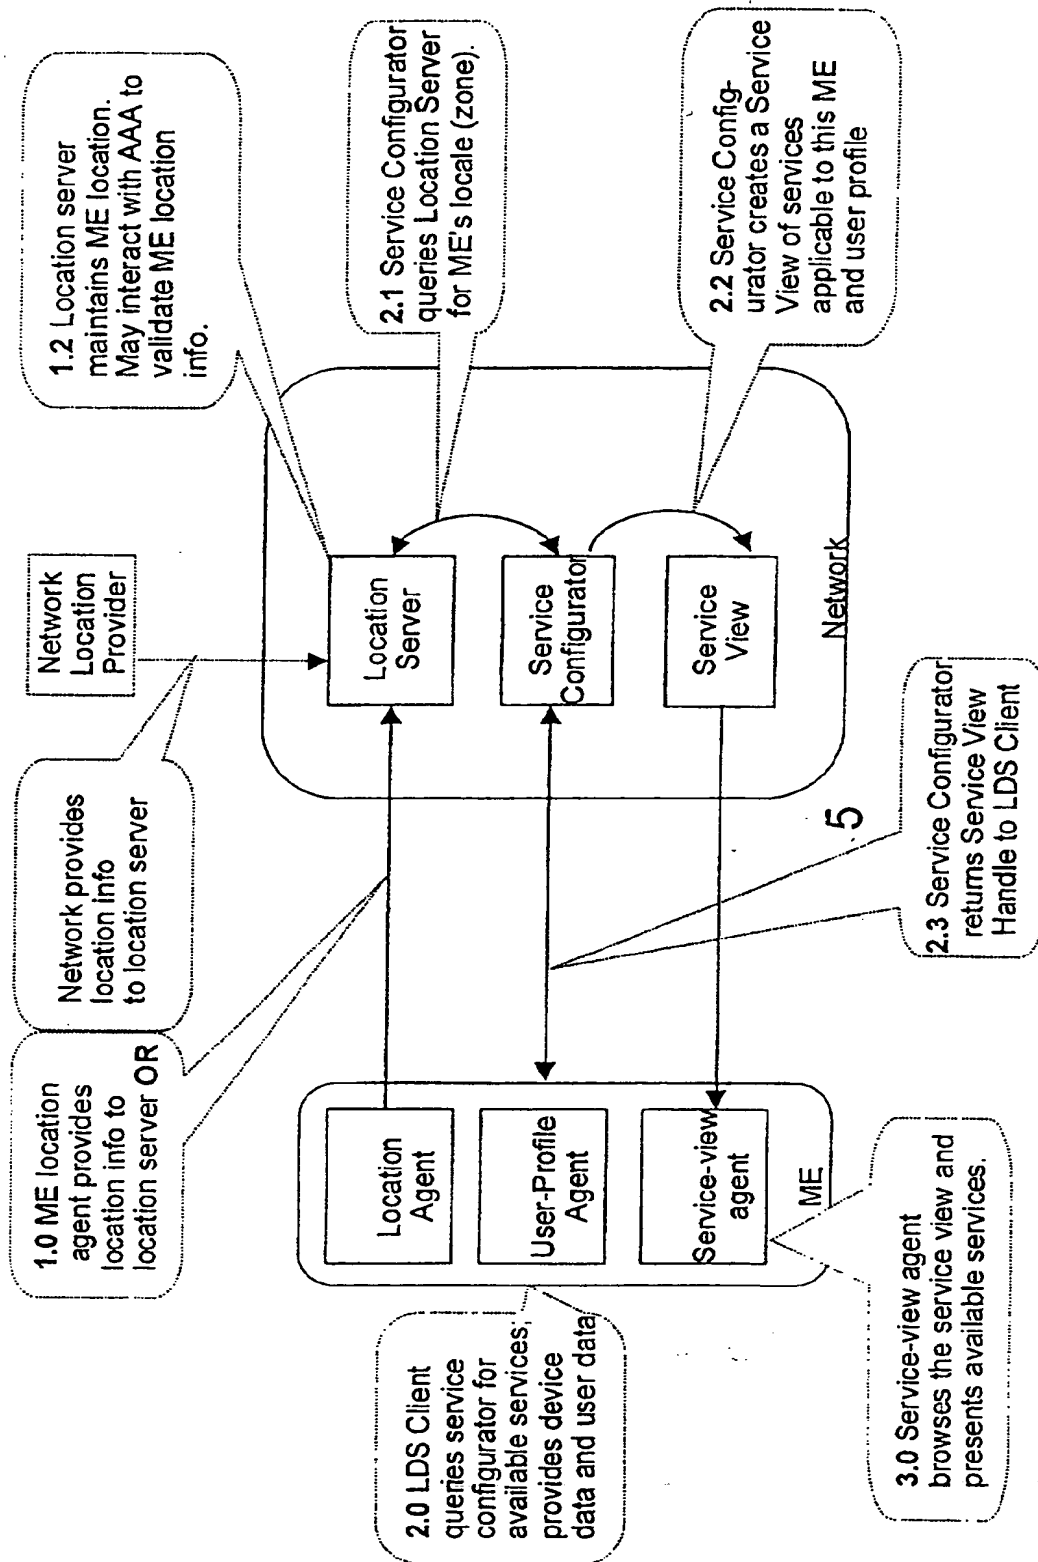 1.0 ME location
agent provides
location info to
location server OR
Network provides
location info
to location server
Network
Location
Provider
1.2 Location server
maintains ME location.
May interact with AAA to
validate ME location
info.
2.0 LDS Client
queries service
configurator for
available services;
provides device
data and user data
Location
Agent
User-Profile
Agent
Service-view
agent
ME
Location
Server
Service
Configurator
Service
View
Network
2.1 Service Configurator
queries Location Server
for ME's locale (zone).
2.2 Service Config-
urator creates a Service
View of services
applicable to this ME
and user profile
5
2.3 Service Configurator
returns Service View
Handle to LDS Client
3.0 Service-view agent
browses the service view and
presents available services.